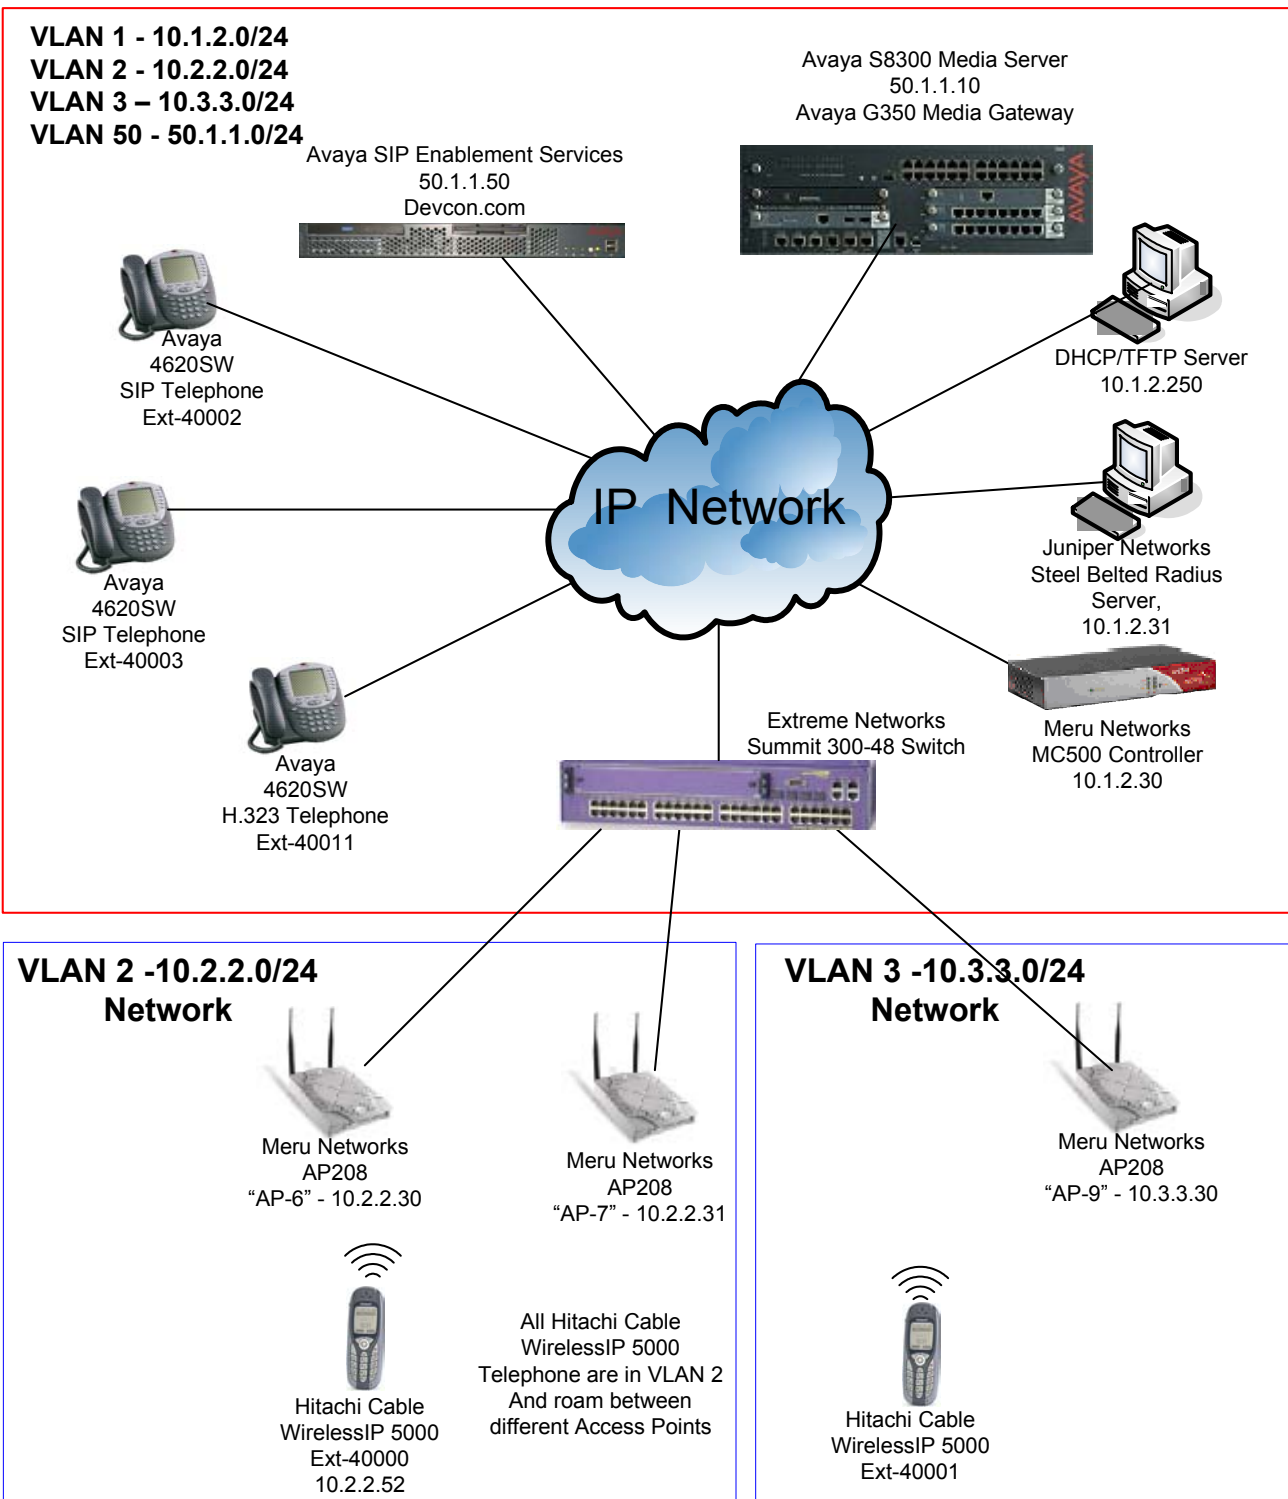 VLAN 1 - 10.1.2.0/24
VLAN 2 - 10.2.2.0/24
VLAN 3 – 10.3.3.0/24
VLAN 50 - 50.1.1.0/24
Avaya SIP Enablement Services
50.1.1.50
Devcon.com
Avaya S8300 Media Server
50.1.1.10
Avaya G350 Media Gateway
AVAYA
Avaya
4620SW
SIP Telephone
Ext-40002
DHCP/TFTP Server
10.1.2.250
IP Network
Avaya
4620SW
SIP Telephone
Ext-40003
Juniper Networks
Steel Belted Radius
Server,
10.1.2.31
Avaya
4620SW
H.323 Telephone
Ext-40011
Extreme Networks
Summit 300-48 Switch
Meru Networks
MC500 Controller
10.1.2.30
VLAN 2 -10.2.2.0/24
Network
Meru Networks
AP208
“AP-6” - 10.2.2.30
Meru Networks
AP208
“AP-7” - 10.2.2.31
Hitachi Cable
WirelessIP 5000
Ext-40000
10.2.2.52
All Hitachi Cable
WirelessIP 5000
Telephone are in VLAN 2
And roam between
different Access Points
VLAN 3 -10.3.3.0/24
Network
Meru Networks
AP208
“AP-9” - 10.3.3.30
Hitachi Cable
WirelessIP 5000
Ext-40001